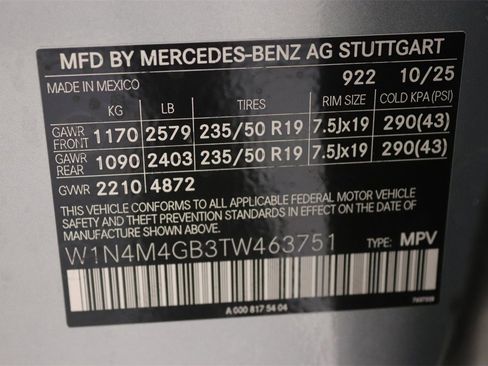 MFD BY MERCEDES-BENZ AG STUTTGART
MADE IN MEXICO 922 10/25
KG LB TIRES RIM SIZE COLD KPA (PSI)
GAWR FRONT 1170 2579 235/50 R19 7.5Jx19 290(43)
GAWR REAR 1090 2403 235/50 R19 7.5Jx19 290(43)
GVWR 2210 4872
THIS VEHICLE CONFORMS TO ALL APPLICABLE FEDERAL MOTOR VEHICLE
SAFETY AND THEFT PREVENTION STANDARDS IN EFFECT ON THE DATE
OF MANUFACTURE SHOWN ABOVE.
W1N4M4GB3TW463751 TYPE: MPV
A 000 817 54 04